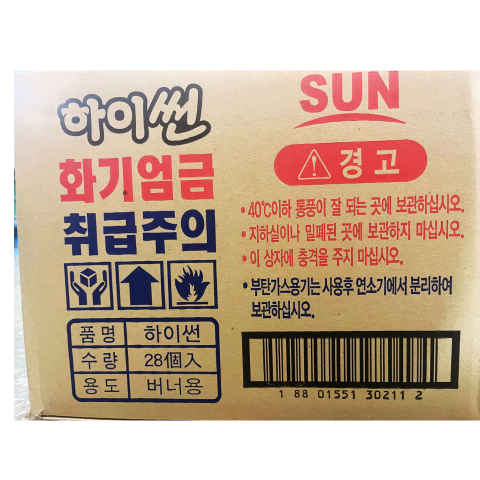 하이썬
화기엄금
취급주의
품명 하이썬
수량 28個入
용도 버너용
SUN
경고
• 40℃이하 통풍이 잘 되는 곳에 보관하십시오.
• 지하실이나 밀폐된 곳에 보관하지 마십시오.
• 이 상자에 충격을 주지 마십시오.
• 부탄가스용기는 사용후 연소기에서 분리하여
보관하십시오.
1 88 01551 30211 2